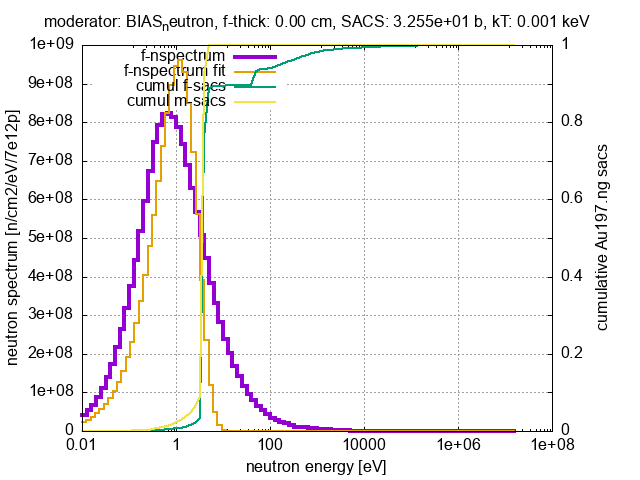 moderator: BIASneutron, f-thick: 0.00 cm, SACS: 3.255e+01 b, kT: 0.001 keV
1e+09
9e+08
8e+08
7e+08
6e+08
5e+08
4e+08
3e+08
2e+08
1e+08
0
1
0.8
0.6
0.4
0.2
0
f-nspectrum
f-nspectrum fit
cumul f-sacs
cumul m-sacs
neutron spectrum [n/cm2/eV/7e12p]
cumulative Au197.ng sacs
0.01 1 100 10000 1e+06 1e+08
neutron energy [eV]